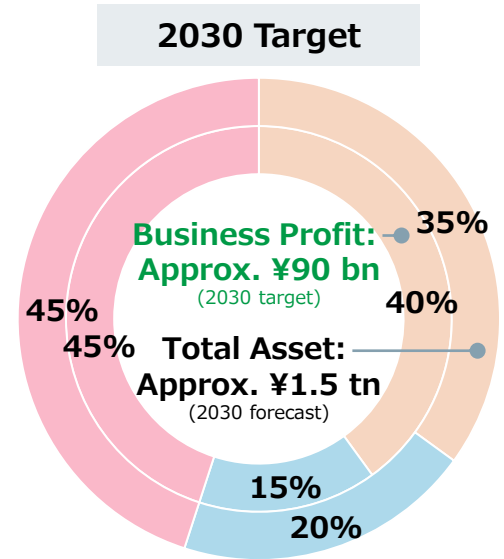 2030 Target
35%
Business Profit:
Approx. ¥90 bn
(2030 target)
40%
45%
45%
Total Asset:
Approx. ¥1.5 tn
(2030 forecast)
15%
20%